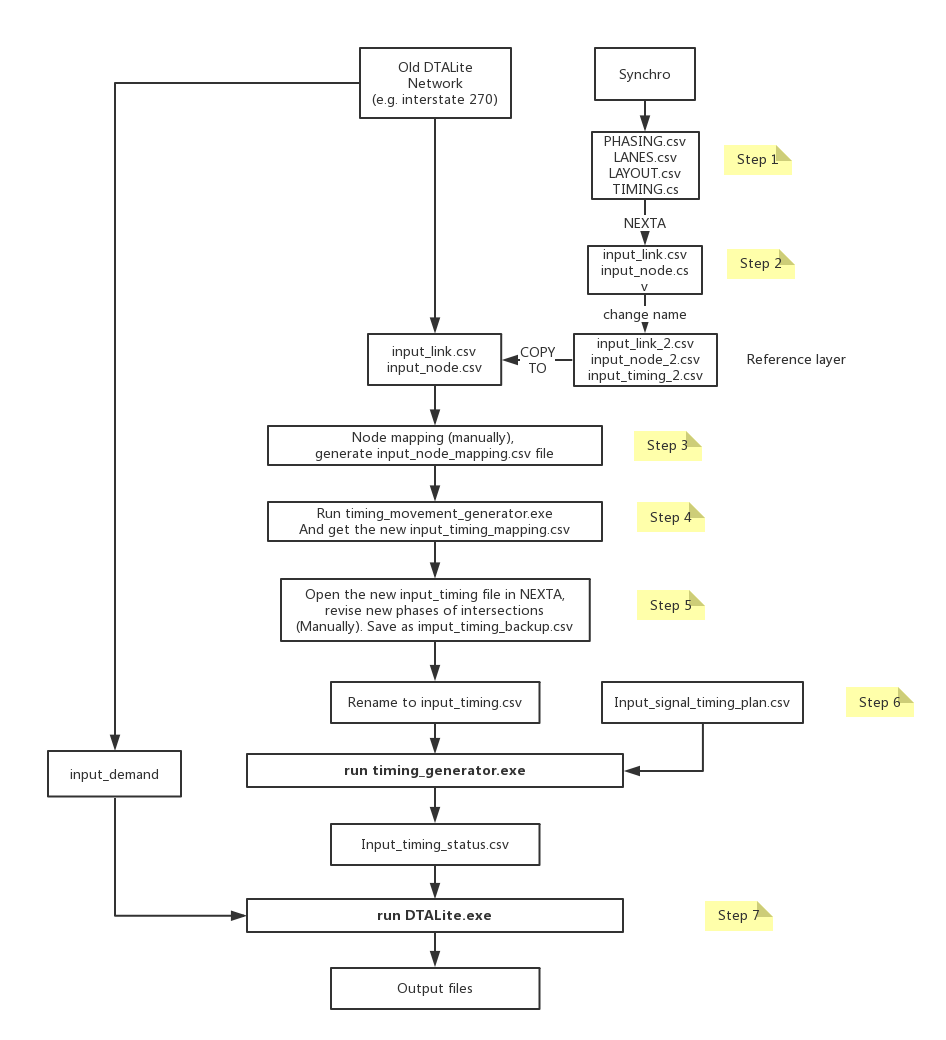 Old DTALite
Network
(e.g. interstate 270)
Synchro
PHASING.csv
LANES.csv
LAYOUT.csv
TIMING.cs
Step 1
NEXTA
input_link.csv
input_node.cs
v
Step 2
change name
input_link.csv
input_node.csv
COPY
TO
input_link_2.csv
input_node_2.csv
input_timing_2.csv
Reference layer
Node mapping (manually),
generate input_node_mapping.csv file
Step 3
Run timing_movement_generator.exe
And get the new input_timing_mapping.csv
Step 4
Open the new input_timing file in NEXTA,
revise new phases of intersections
(Manually). Save as imput_timing_backup.csv
Step 5
Rename to input_timing.csv
Input_signal_timing_plan.csv
Step 6
input_demand
run timing_generator.exe
Input_timing_status.csv
run DTALite.exe
Step 7
Output files